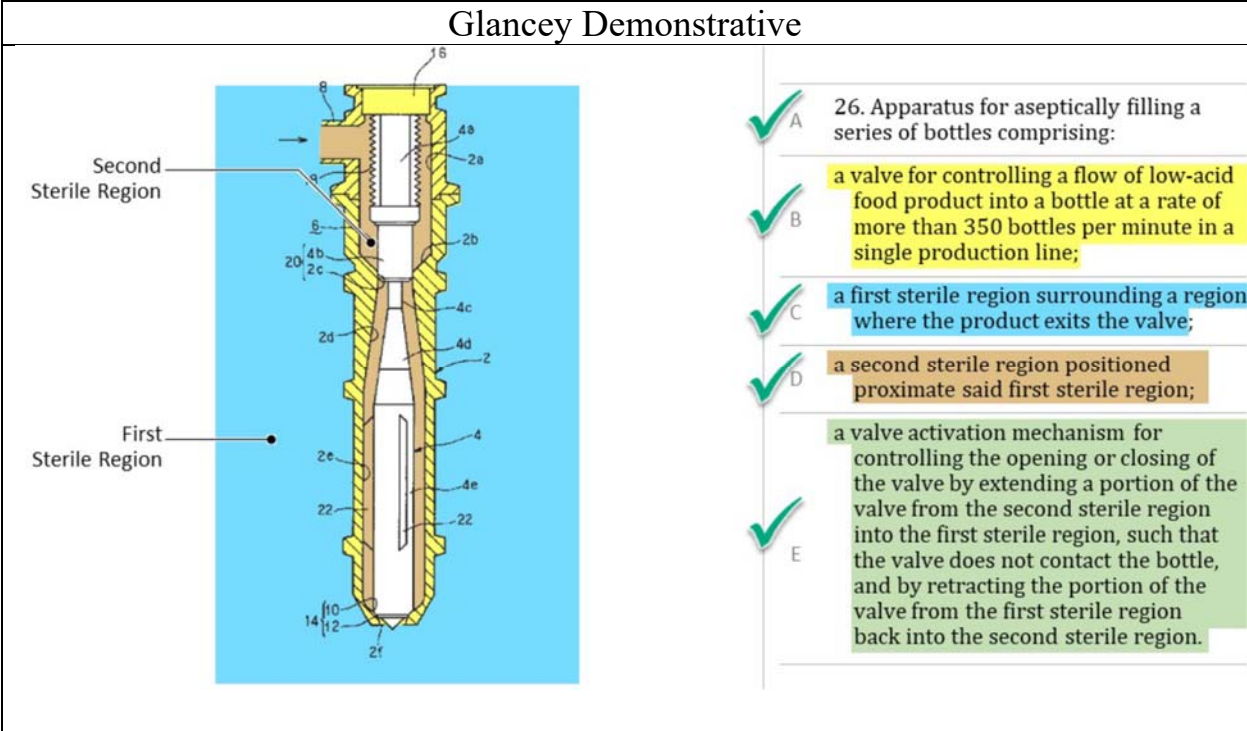 Glancey Demonstrative
16
8
4a
2a
Second
Sterile Region
6
2b
20 { 4b
2c
4c
2d
4d
2
First
Sterile Region
4
2e
4e
22
22
14 { 10
12
2f
A
26. Apparatus for aseptically filling a
series of bottles comprising:
B
a valve for controlling a flow of low-acid
food product into a bottle at a rate of
more than 350 bottles per minute in a
single production line;
C
a first sterile region surrounding a region
where the product exits the valve;
D
a second sterile region positioned
proximate said first sterile region;
E
a valve activation mechanism for
controlling the opening or closing of
the valve by extending a portion of the
valve from the second sterile region
into the first sterile region, such that
the valve does not contact the bottle,
and by retracting the portion of the
valve from the first sterile region
back into the second sterile region.